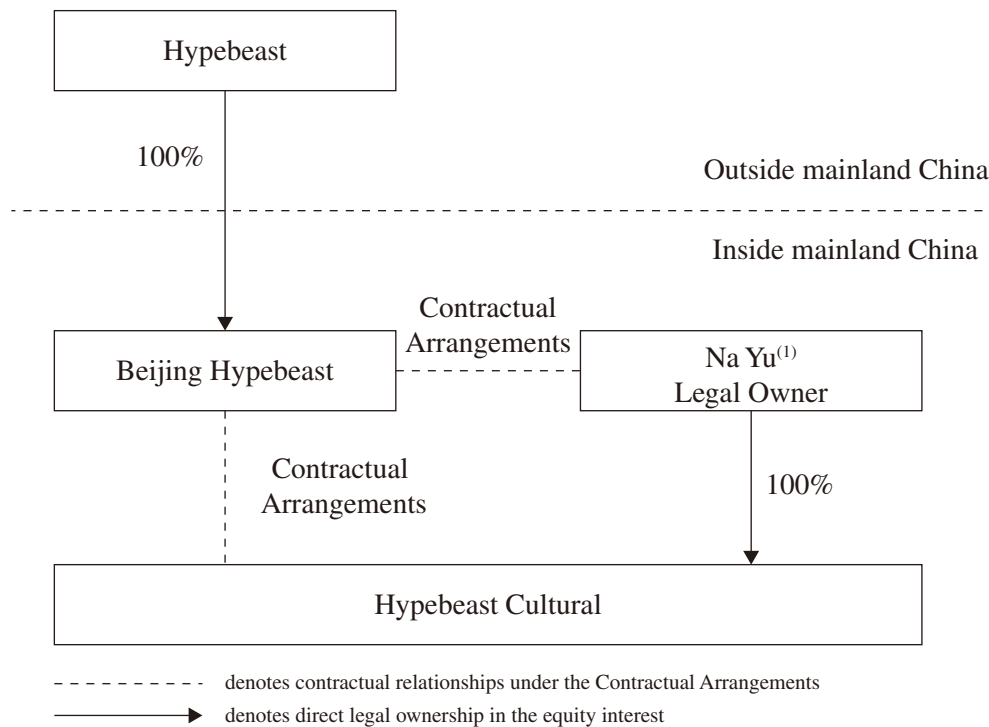 Hypebeast
100%
Outside mainland China
Inside mainland China
Contractual
Arrangements
Beijing Hypebeast
Na Yu(1)
Legal Owner
Contractual
Arrangements
100%
Hypebeast Cultural
denotes contractual relationships under the Contractual Arrangements
denotes direct legal ownership in the equity interest